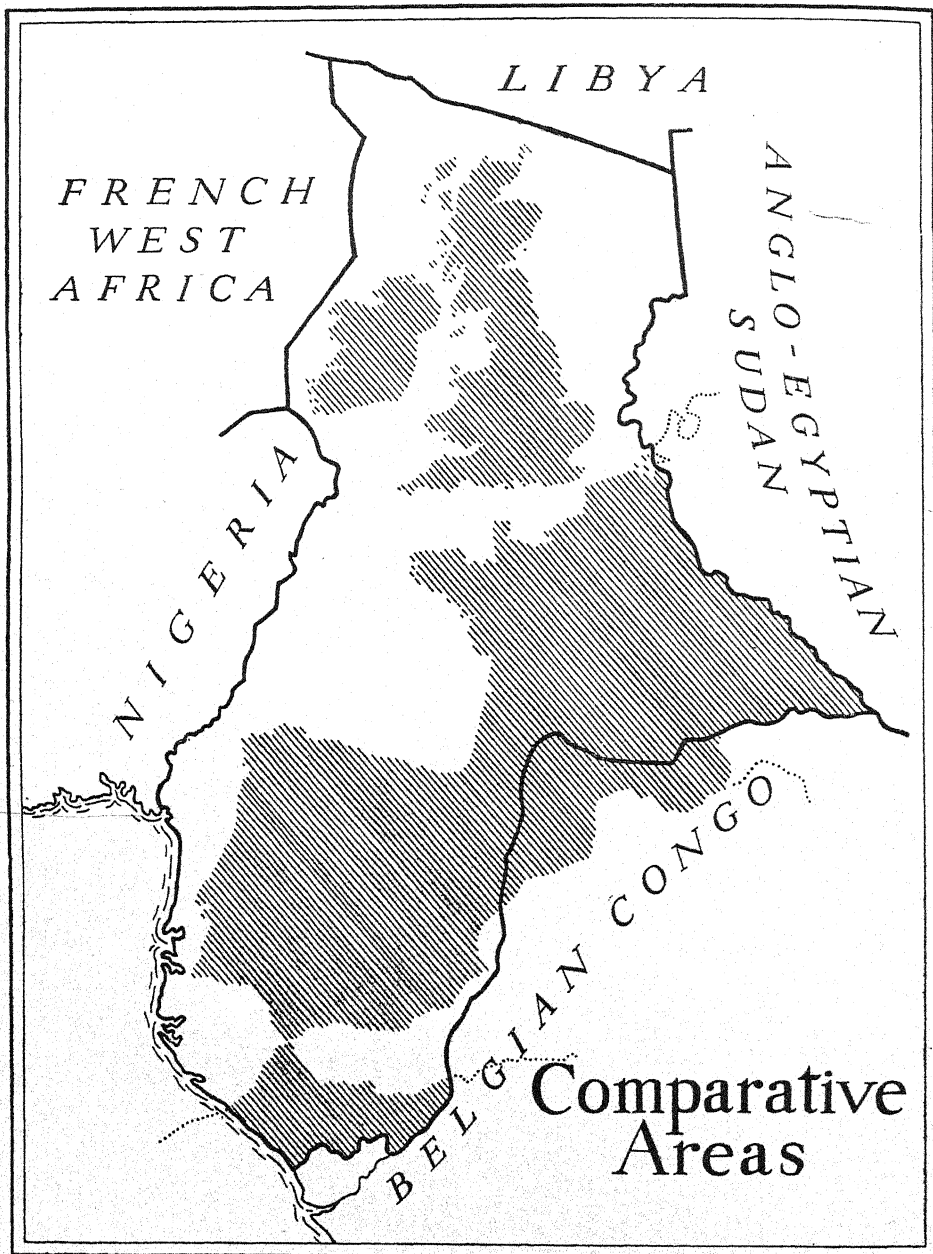 LIBYA
FRENCH
WEST
AFRICA
ANGLO-EGYPTIAN
SUDAN
NIGERIA
BELGIAN CONGO
Comparative
Areas